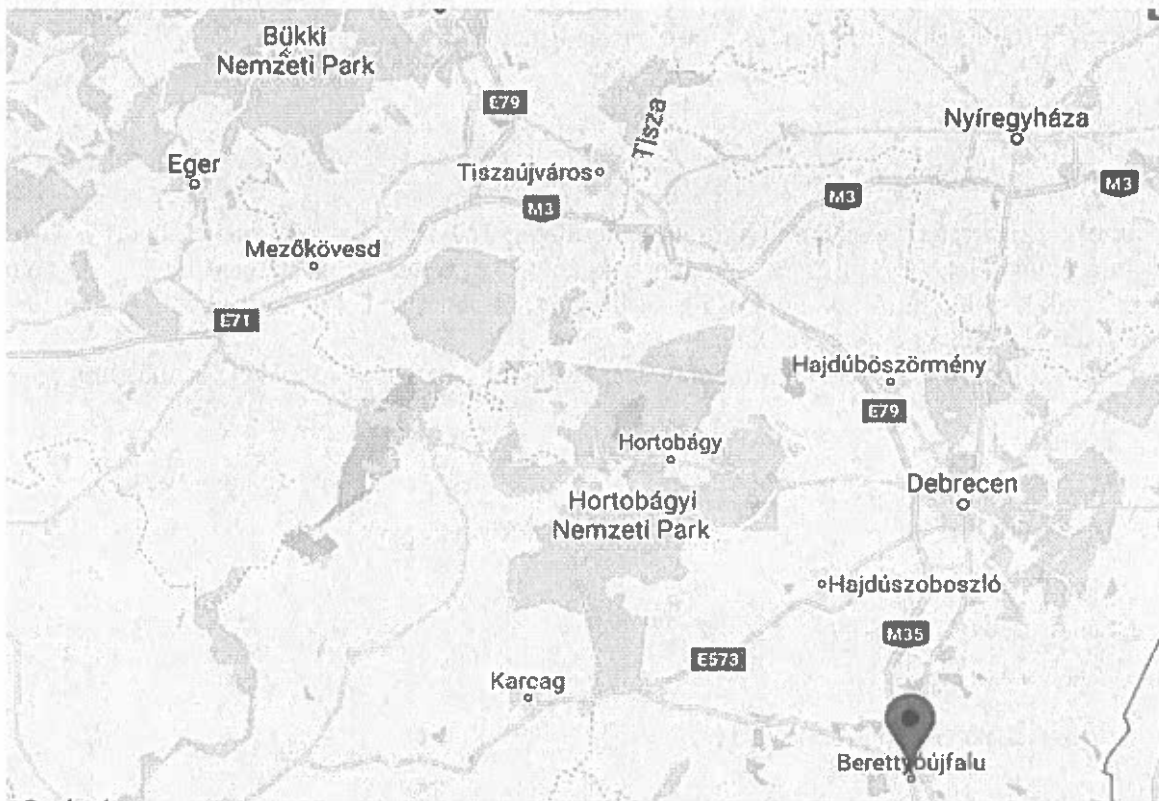 Bükki
Nemzeti Park
E79
Tisza
Nyíregyháza
Eger
Tiszaújváros
M3
M3
M3
Mezőkövesd
E71
Hajdúböszörmény
E79
Hortobágy
Debrecen
Hortobágyi
Nemzeti Park
Hajdúszoboszló
M35
E573
Karcag
Berettyóújfalu